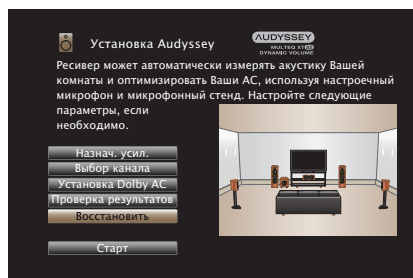 Установка Audyssey
AUDYSSEY
MULTEQ XT32
DYNAMIC VOLUME
Ресивер может автоматически измерять акустику Вашей
комнаты и оптимизировать Ваши АС, используя настроечный
микрофон и микрофонный стенд. Настройте следующие
параметры, если
необходимо.
Назнач. усил.
Выбор канала
Установка Dolby АС
Проверка результатов
Восстановить
Старт